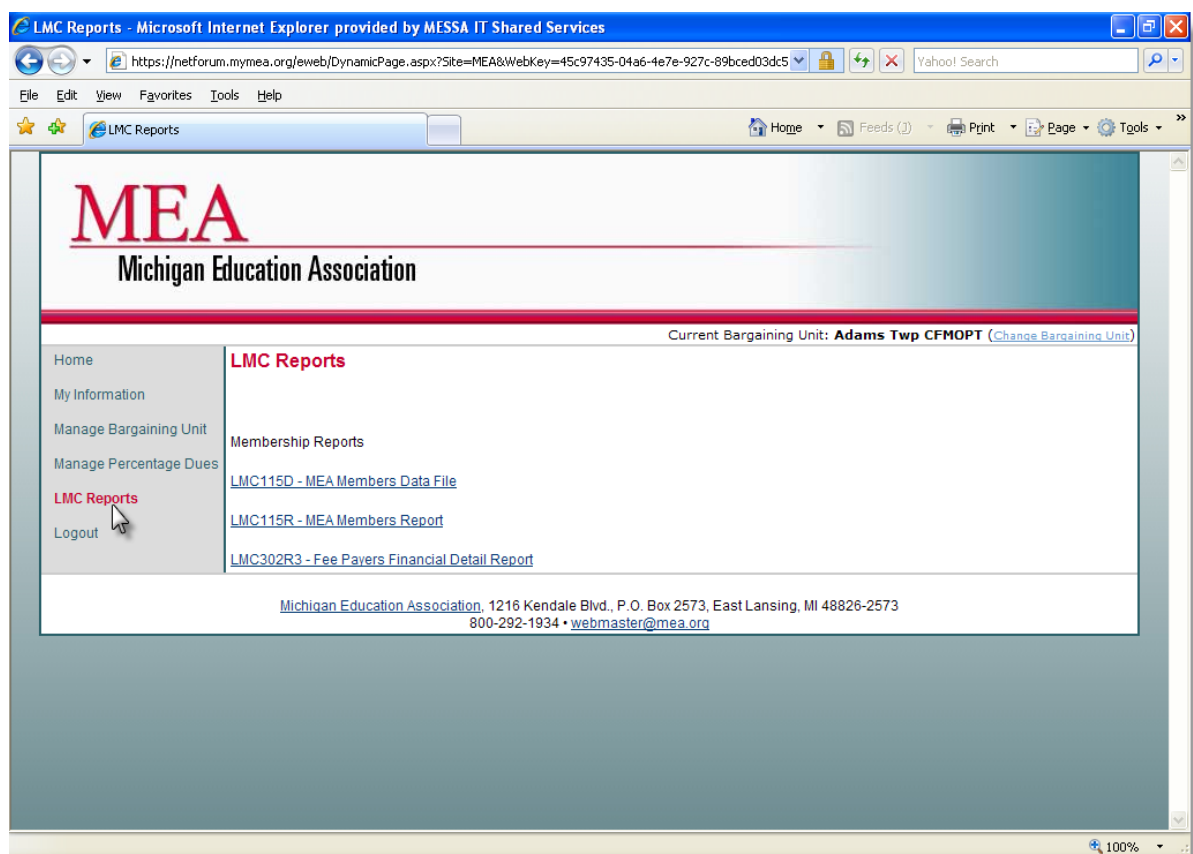 LMC Reports - Microsoft Internet Explorer provided by MESSA IT Shared Services
https://netforum.mymea.org/eweb/DynamicPage.aspx?Site=MEA&WebKey=45c97435-04a6-4e7e-927c-89bced03dc5
Yahoo! Search
File Edit View Favorites Tools Help
LMC Reports
Home Feeds (J) Print Page Tools »
MEA
Michigan Education Association
Current Bargaining Unit: Adams Twp CFMOPT (Change Bargaining Unit)
Home
My Information
Manage Bargaining Unit
Manage Percentage Dues
LMC Reports
Logout
LMC Reports
Membership Reports
LMC115D - MEA Members Data File
LMC115R - MEA Members Report
LMC302R3 - Fee Payers Financial Detail Report
Michigan Education Association, 1216 Kendale Blvd., P.O. Box 2573, East Lansing, MI 48826-2573
800-292-1934 • webmaster@mea.org
100%